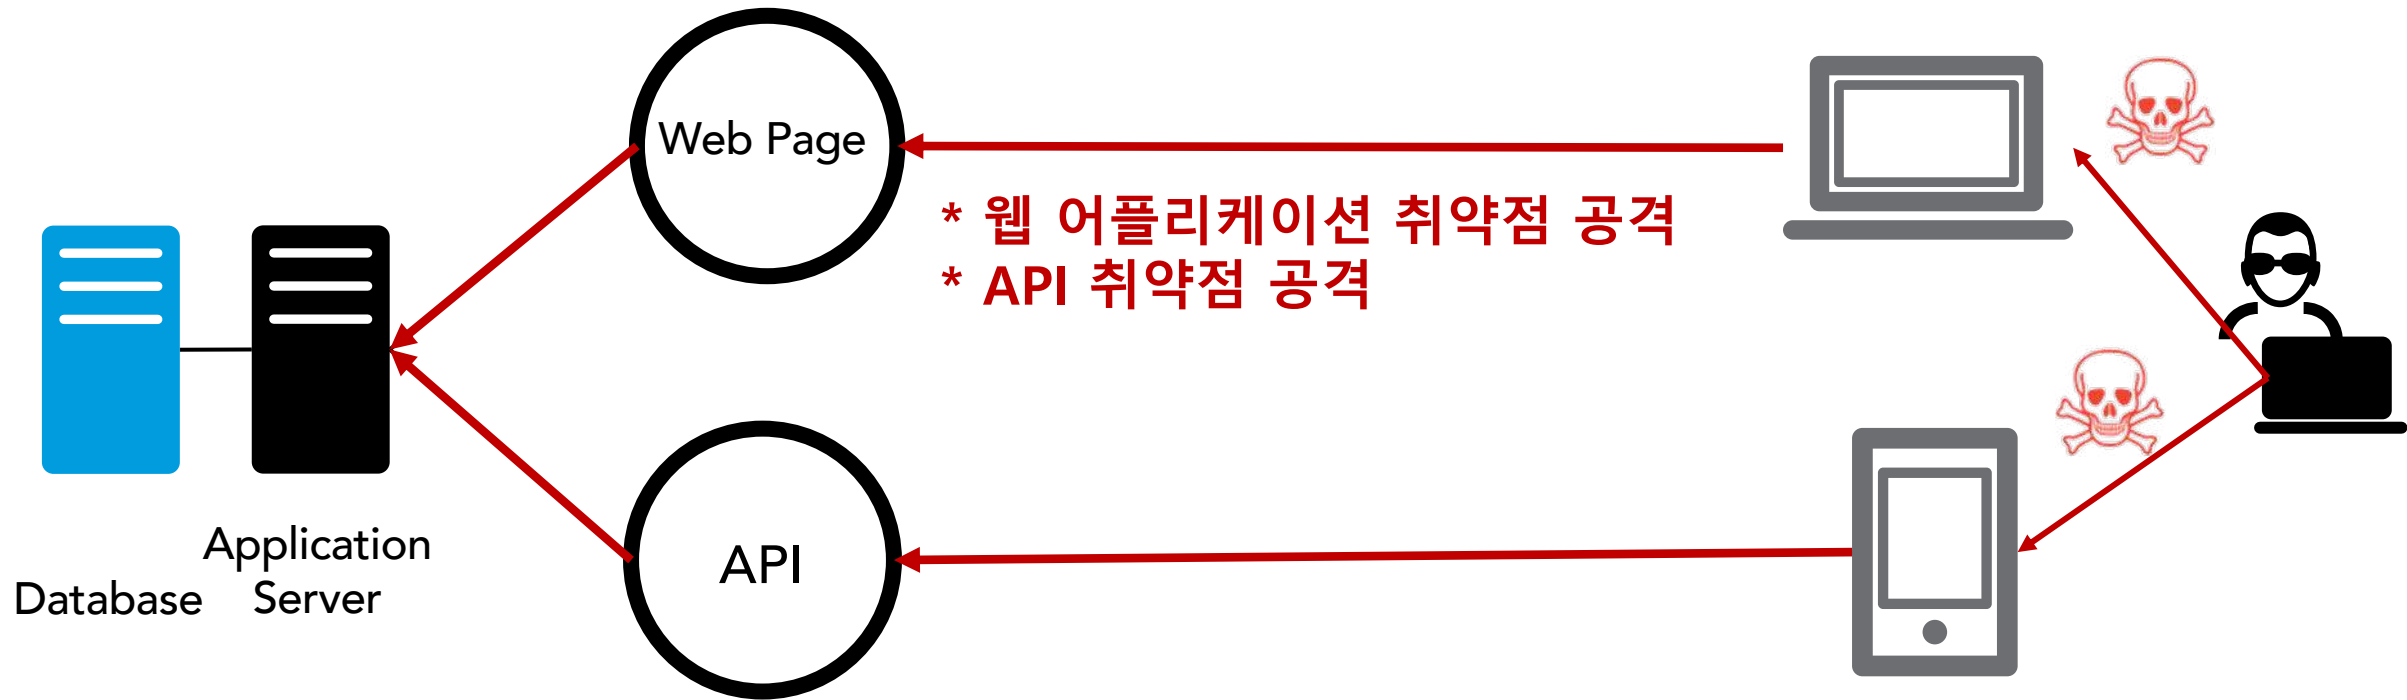 Web Page
* 웹 어플리케이션 취약점 공격
* API 취약점 공격
Application
Server
Database
API